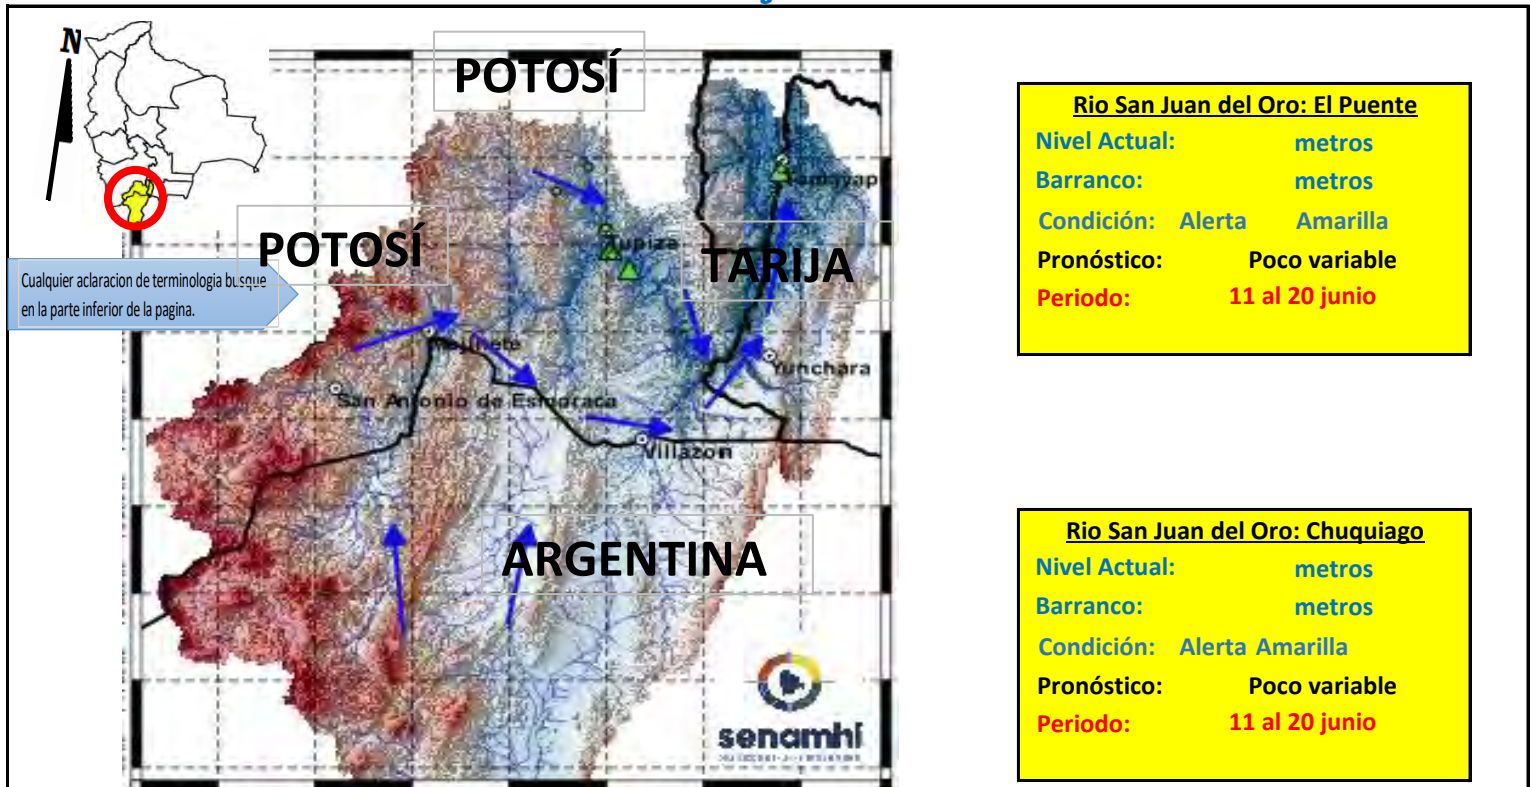 N
POTOSÍ
POTOSÍ
TARIJA
Cualquier aclaracion de terminologia busque
en la parte inferior de la pagina.
Tupiza
Yunchara
San Antonio de Esmoraca
Villazon
ARGENTINA
senamhi
Rio San Juan del Oro: El Puente
Nivel Actual: metros
Barranco: metros
Condición: Alerta Amarilla
Pronóstico: Poco variable
Periodo: 11 al 20 junio
Rio San Juan del Oro: Chuquiago
Nivel Actual: metros
Barranco: metros
Condición: Alerta Amarilla
Pronóstico: Poco variable
Periodo: 11 al 20 junio